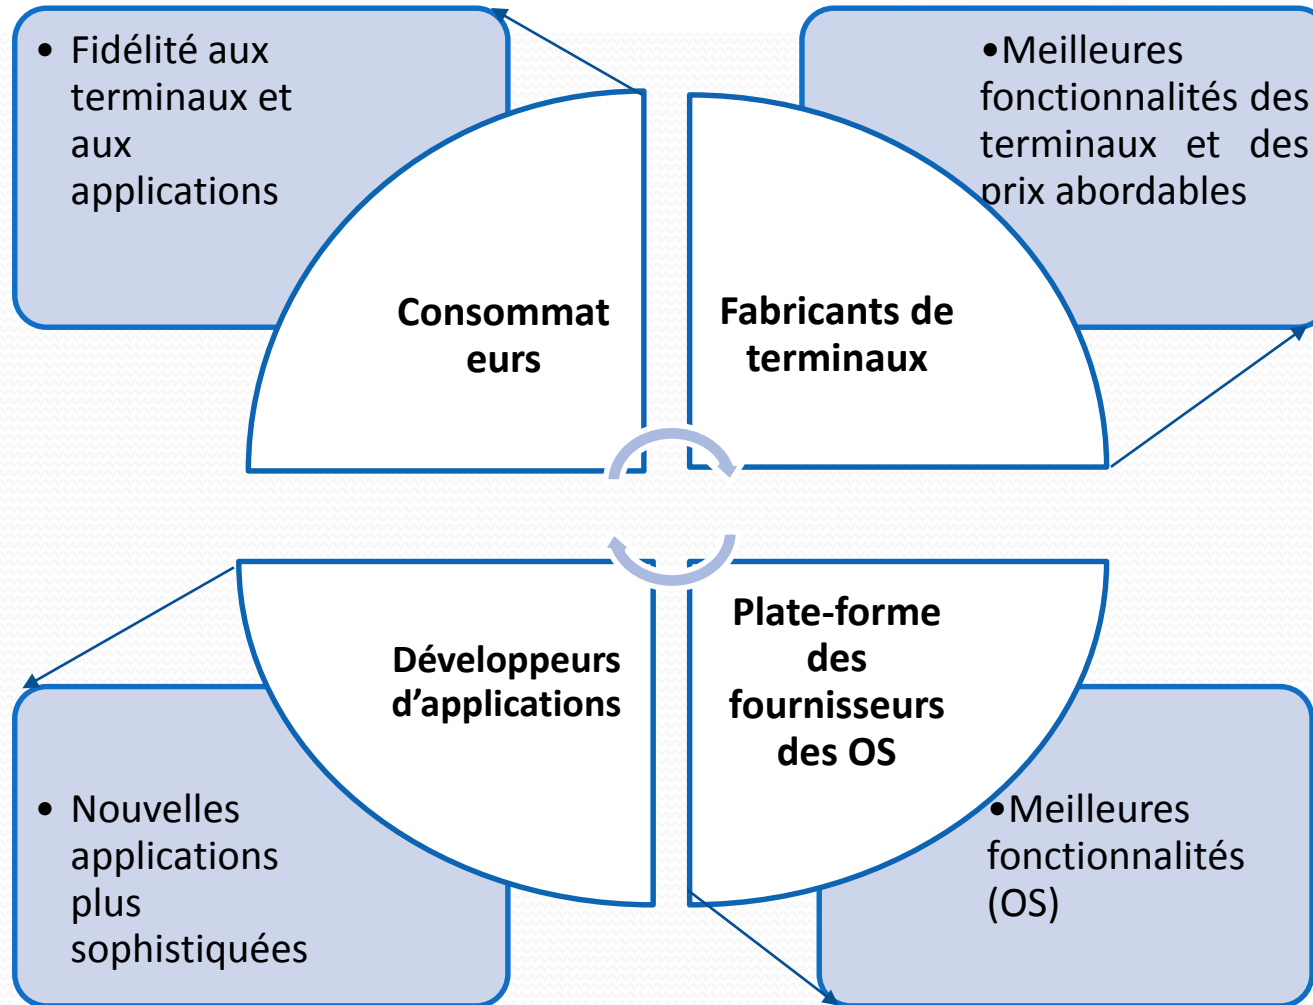 • Fidélité aux
terminaux et
aux
applications
•Meilleures
fonctionnalités des
terminaux et des
prix abordables
Consommat
eurs
Fabricants de
terminaux
Développeurs
d’applications
Plate-forme
des
fournisseurs
des OS
• Nouvelles
applications
plus
sophistiquées
•Meilleures
fonctionnalités
(OS)